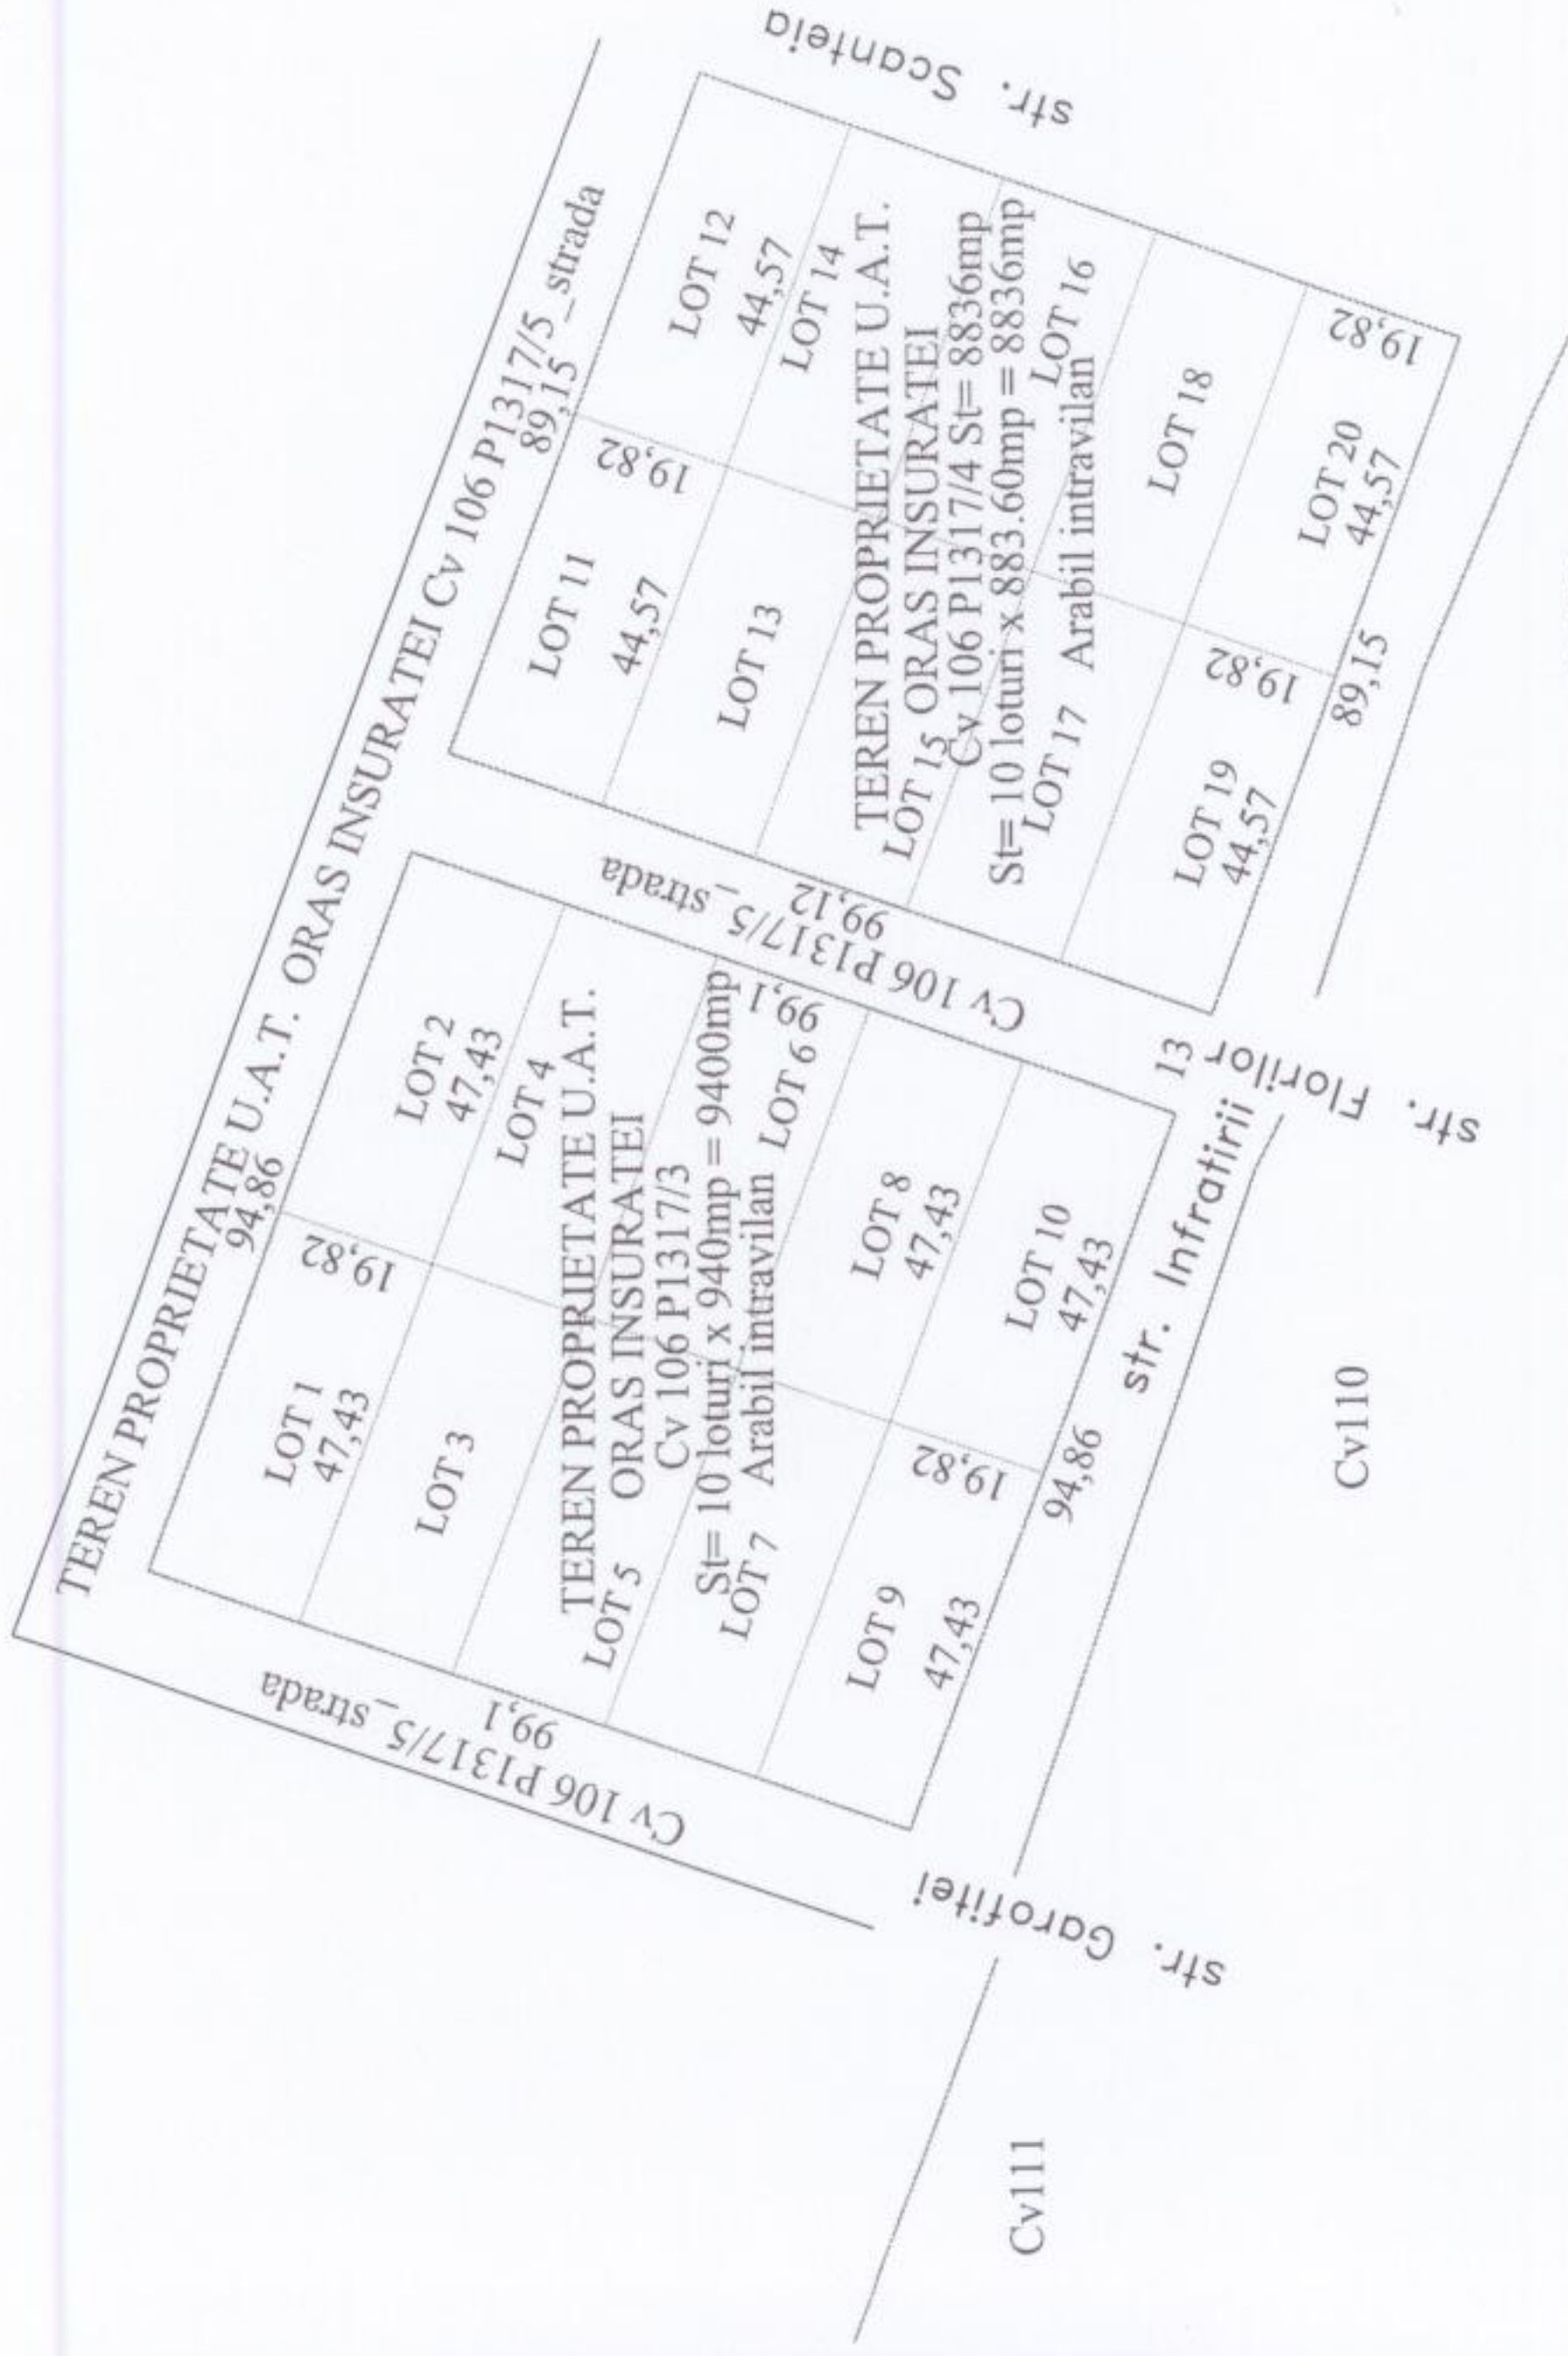 TEREN PROPRIETATE U.A.T. ORAS INSURATEI Cv 106 P1317/5_strada
94,86
89,15
LOT 1
47,43
19,82
LOT 2
47,43
LOT 3
LOT 4
TEREN PROPRIETATE U.A.T.
LOT 5
ORAS INSURATEI
Cv 106 P1317/3
St= 10 loturi x 940mp = 9400mp
LOT 7
Arabil intravilan
LOT 6
LOT 8
47,43
LOT 9
47,43
19,82
LOT 10
47,43
94,86
99,1
99,1
Cv 106 P1317/5_strada
Cv 106 P1317/5_strada
99,12
LOT 11
44,57
19,82
LOT 12
44,57
LOT 13
LOT 14
TEREN PROPRIETATE U.A.T.
LOT 15
ORAS INSURATEI
Cv 106 P1317/4 St= 8836mp
St= 10 loturi x 883.60mp = 8836mp
LOT 17
Arabil intravilan
LOT 16
LOT 18
LOT 19
44,57
19,82
LOT 20
44,57
19,82
89,15
13
str. Scanteia
str. Florilor
str. Infratirii
str. Garofitei
Cv110
Cv111